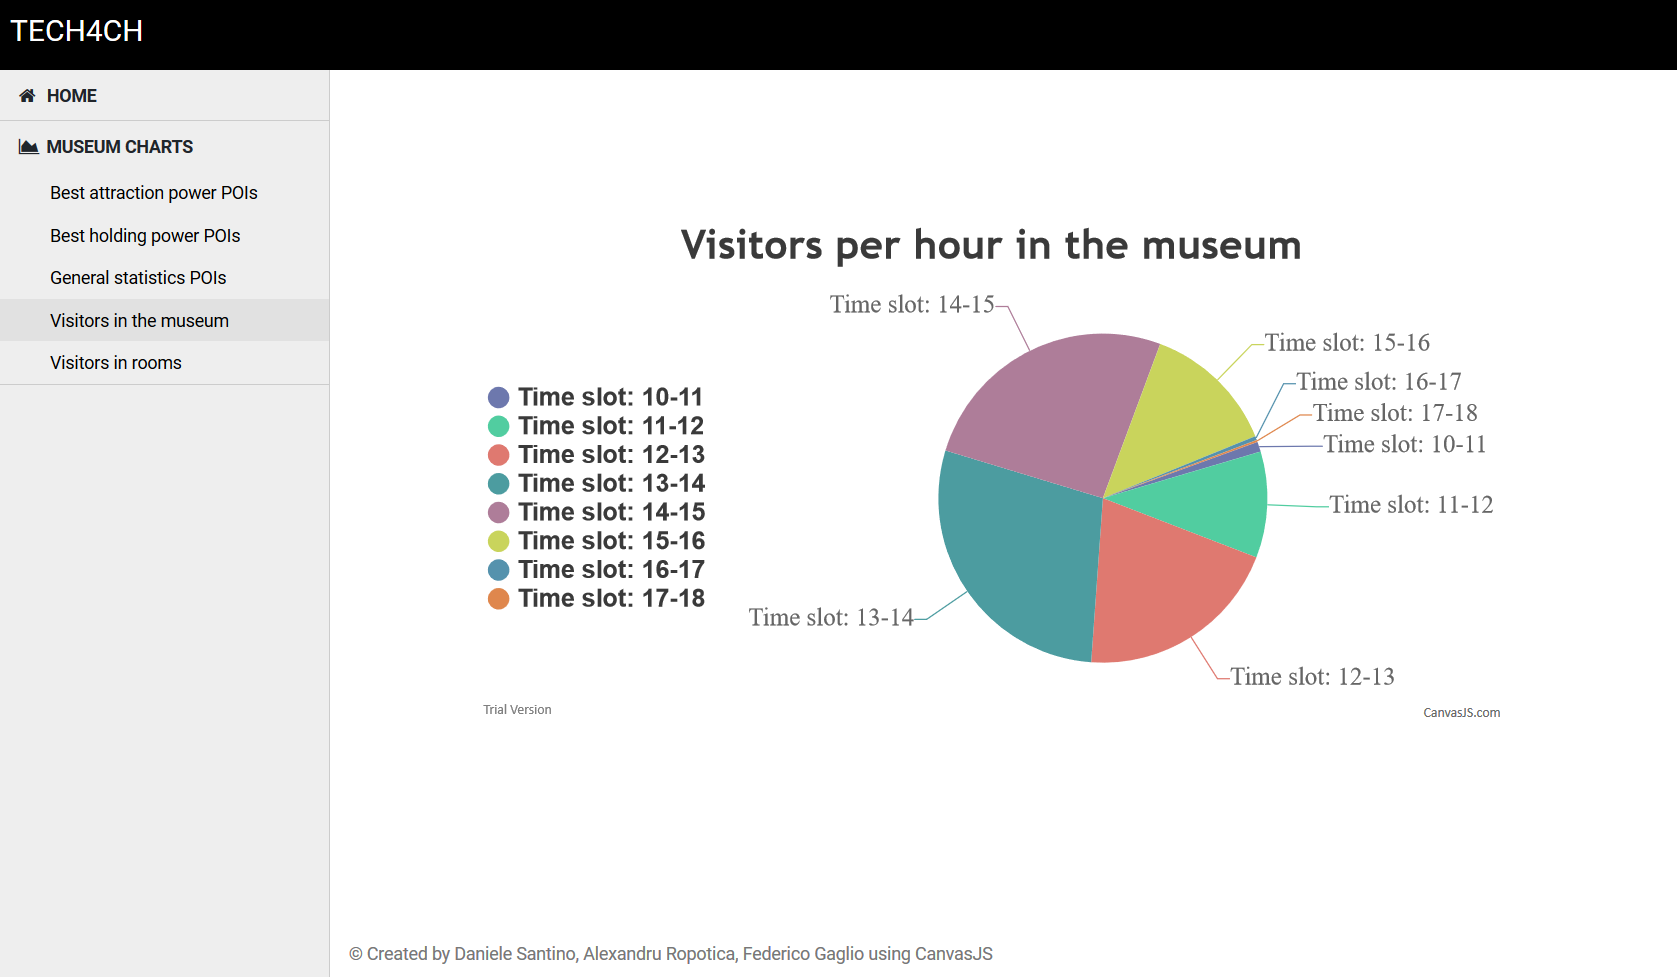 TECH4CH
HOME
MUSEUM CHARTS
Best attraction power POIs
Best holding power POIs
General statistics POIs
Visitors in the museum
Visitors in rooms
Visitors per hour in the museum
Time slot: 10-11
Time slot: 11-12
Time slot: 12-13
Time slot: 13-14
Time slot: 14-15
Time slot: 15-16
Time slot: 16-17
Time slot: 17-18
Time slot: 14-15
Time slot: 15-16
Time slot: 16-17
Time slot: 17-18
Time slot: 10-11
Time slot: 11-12
Time slot: 13-14
Time slot: 12-13
Trial Version
CanvasJS.com
© Created by Daniele Santino, Alexandru Ropotica, Federico Gaglio using CanvasJS